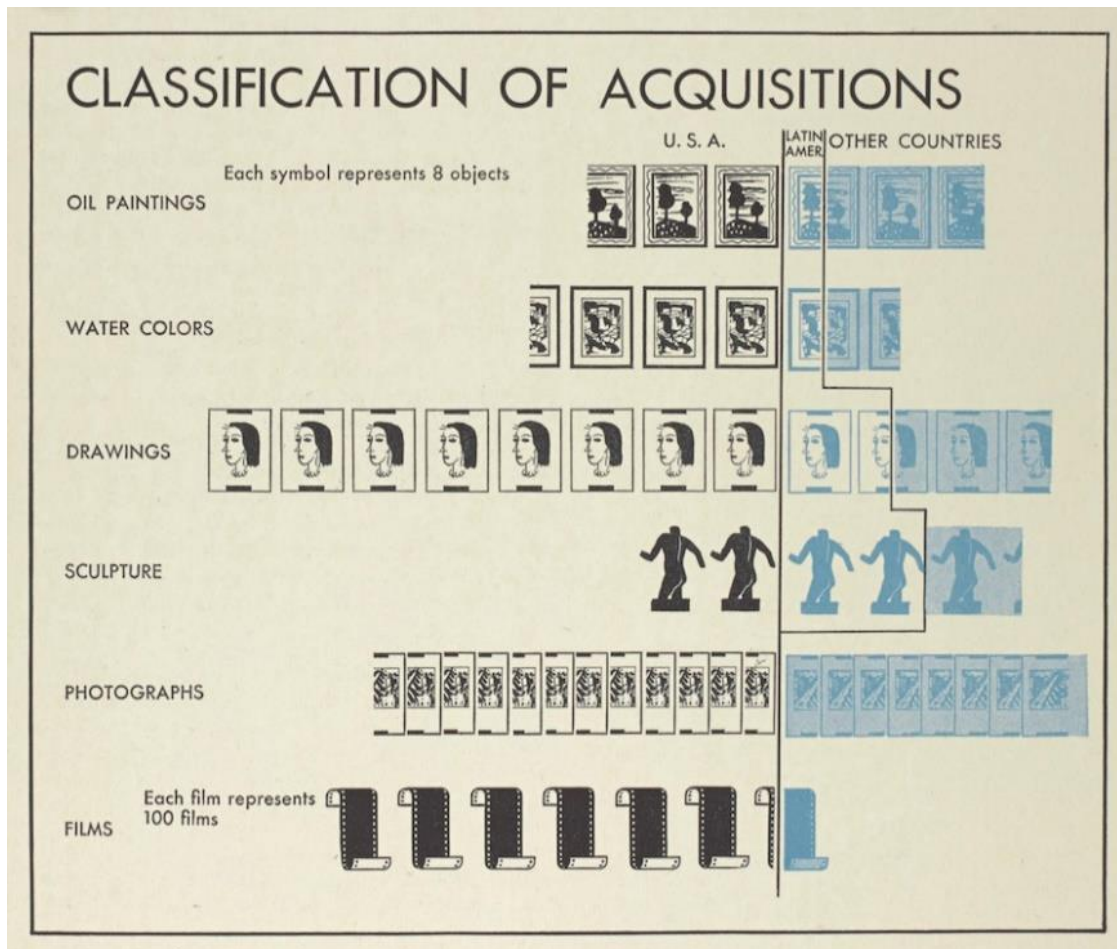 CLASSIFICATION OF ACQUISITIONS
U. S. A.
LATIN
AMER.
OTHER COUNTRIES
Each symbol represents 8 objects
OIL PAINTINGS
WATER COLORS
DRAWINGS
SCULPTURE
PHOTOGRAPHS
Each film represents
100 films
FILMS